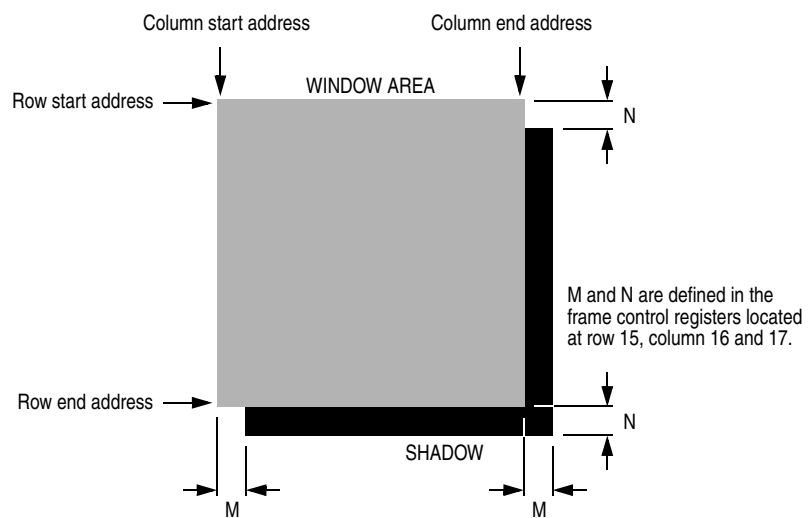 Column start address
Column end address
WINDOW AREA
Row start address
N
M and N are defined in the
frame control registers located
at row 15, column 16 and 17.
Row end address
N
SHADOW
M
M